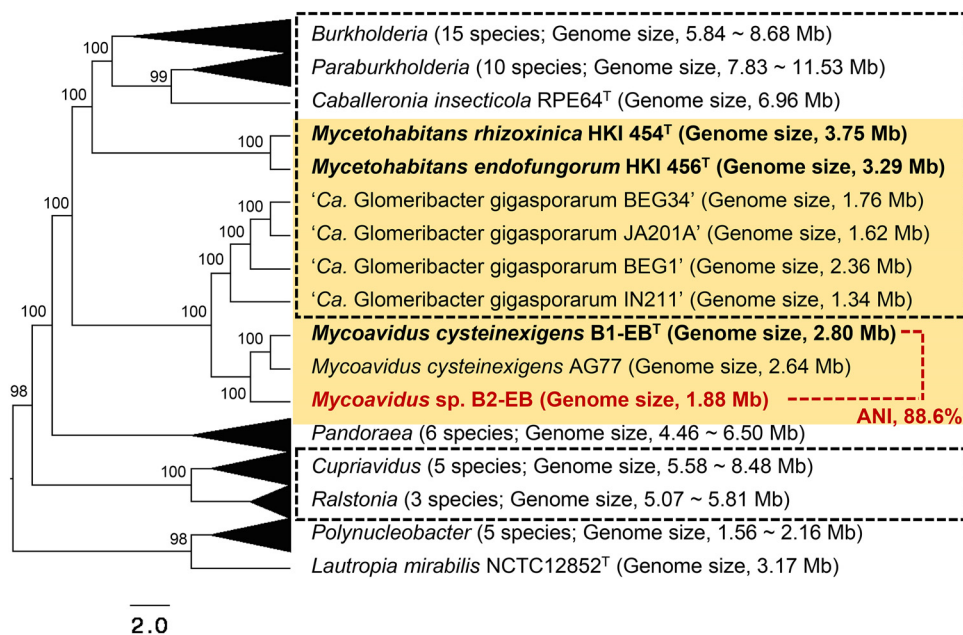 Burkholderia (15 species; Genome size, 5.84 ~ 8.68 Mb)
Paraburkholderia (10 species; Genome size, 7.83 ~ 11.53 Mb)
Caballeronia insecticola RPE64ᵀ (Genome size, 6.96 Mb)
Mycetohabitans rhizoxinica HKI 454ᵀ (Genome size, 3.75 Mb)
Mycetohabitans endofungorum HKI 456ᵀ (Genome size, 3.29 Mb)
‘Ca. Glomeribacter gigasporarum BEG34’ (Genome size, 1.76 Mb)
‘Ca. Glomeribacter gigasporarum JA201A’ (Genome size, 1.62 Mb)
‘Ca. Glomeribacter gigasporarum BEG1’ (Genome size, 2.36 Mb)
‘Ca. Glomeribacter gigasporarum IN211’ (Genome size, 1.34 Mb)
Mycoavidus cysteinexigens B1-EBᵀ (Genome size, 2.80 Mb)
Mycoavidus cysteinexigens AG77 (Genome size, 2.64 Mb)
Mycoavidus sp. B2-EB (Genome size, 1.88 Mb)
ANI, 88.6%
Pandoraea (6 species; Genome size, 4.46 ~ 6.50 Mb)
Cupriavidus (5 species; Genome size, 5.58 ~ 8.48 Mb)
Ralstonia (3 species; Genome size, 5.07 ~ 5.81 Mb)
Polynucleobacter (5 species; Genome size, 1.56 ~ 2.16 Mb)
Lautropia mirabilis NCTC12852ᵀ (Genome size, 3.17 Mb)
100
99
100
100
100
100
100
100
100
100
100
98
100
98
2.0